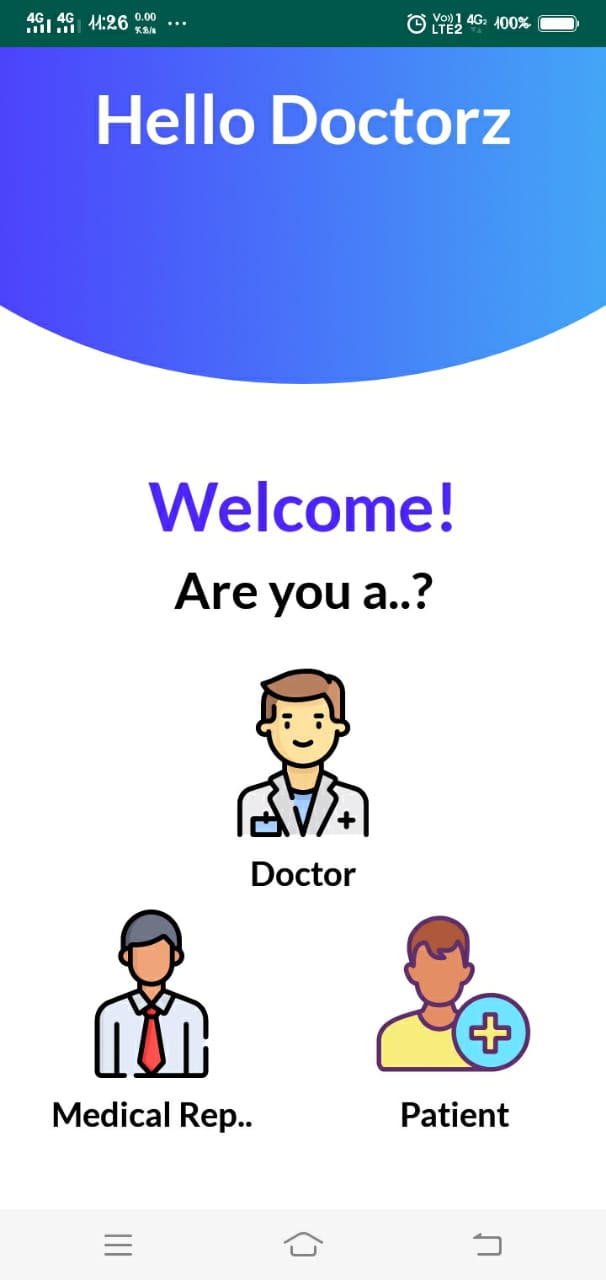 4G 4G 11:26 0.00 K.B/s ... Vo)) 1 LTE2 4G 100%
Hello Doctorz
Welcome!
Are you a..?
Doctor
Medical Rep.. Patient